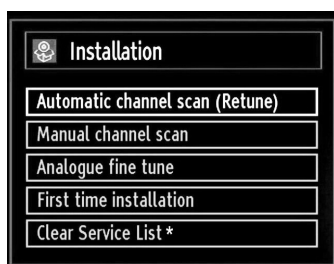 Installation
Automatic channel scan (Retune)
Manual channel scan
Analogue fine tune
First time installation
Clear Service List *